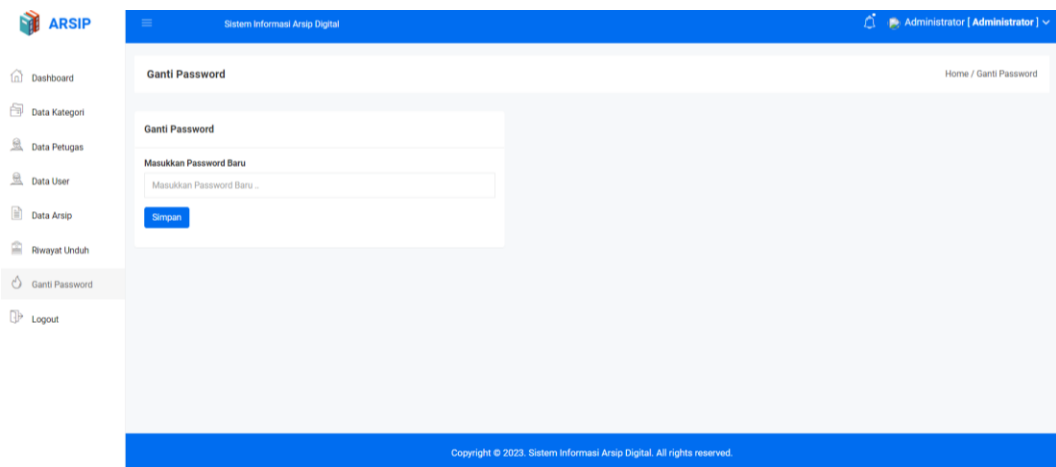 ARSIP
Sistem Informasi Arsip Digital
Administrator [ Administrator ]
Dashboard
Data Kategori
Data Petugas
Data User
Data Arsip
Riwayat Unduh
Ganti Password
Logout
Ganti Password
Home / Ganti Password
Ganti Password
Masukkan Password Baru
Masukkan Password Baru ..
Simpan
Copyright © 2023. Sistem Informasi Arsip Digital. All rights reserved.